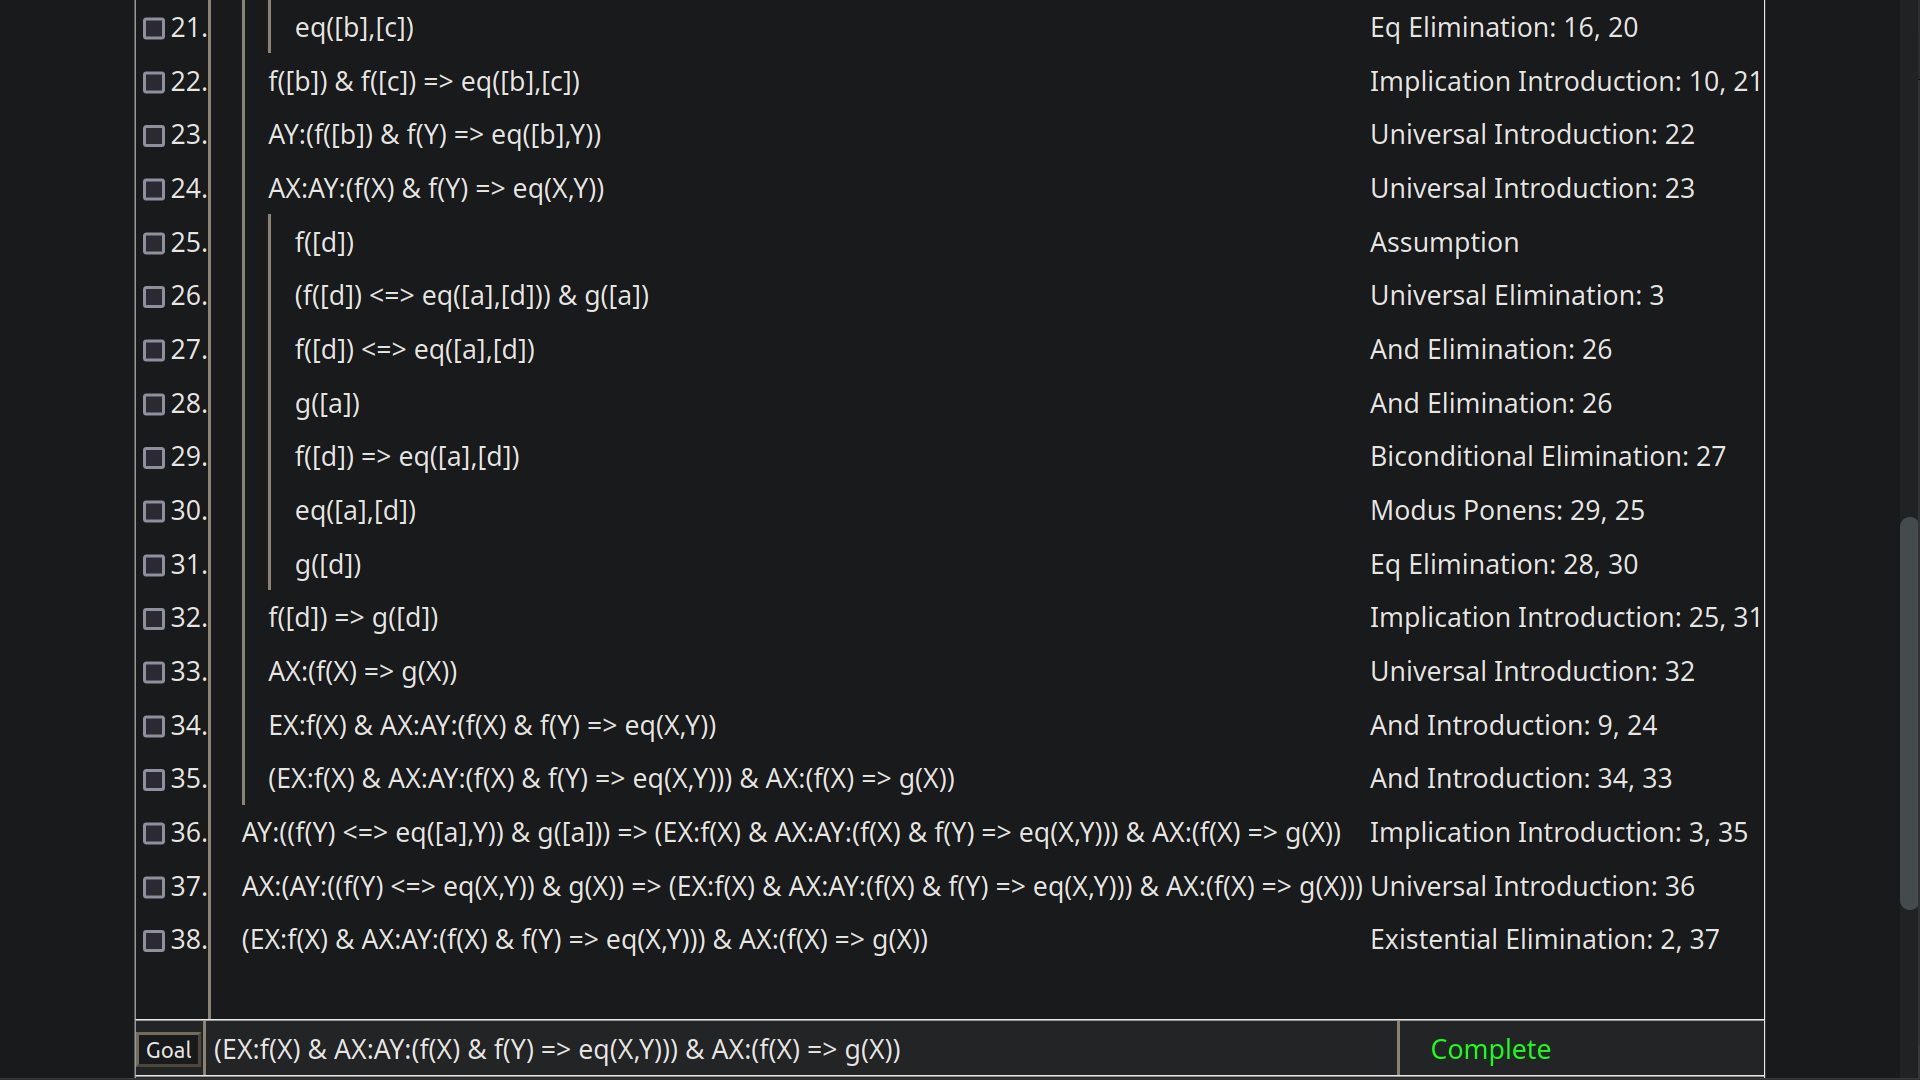 21. eq([b],[c]) Eq Elimination: 16, 20
22. f([b]) & f([c]) => eq([b],[c]) Implication Introduction: 10, 21
23. AY:(f([b]) & f(Y) => eq([b],Y)) Universal Introduction: 22
24. AX:AY:(f(X) & f(Y) => eq(X,Y)) Universal Introduction: 23
25. f([d]) Assumption
26. (f([d]) <=> eq([a],[d])) & g([a]) Universal Elimination: 3
27. f([d]) <=> eq([a],[d]) And Elimination: 26
28. g([a]) And Elimination: 26
29. f([d]) => eq([a],[d]) Biconditional Elimination: 27
30. eq([a],[d]) Modus Ponens: 29, 25
31. g([d]) Eq Elimination: 28, 30
32. f([d]) => g([d]) Implication Introduction: 25, 31
33. AX:(f(X) => g(X)) Universal Introduction: 32
34. EX:f(X) & AX:AY:(f(X) & f(Y) => eq(X,Y)) And Introduction: 9, 24
35. (EX:f(X) & AX:AY:(f(X) & f(Y) => eq(X,Y))) & AX:(f(X) => g(X)) And Introduction: 34, 33
36. AY:((f(Y) <=> eq([a],Y)) & g([a])) => (EX:f(X) & AX:AY:(f(X) & f(Y) => eq(X,Y))) & AX:(f(X) => g(X)) Implication Introduction: 3, 35
37. AX:(AY:((f(Y) <=> eq(X,Y)) & g(X)) => (EX:f(X) & AX:AY:(f(X) & f(Y) => eq(X,Y))) & AX:(f(X) => g(X))) Universal Introduction: 36
38. (EX:f(X) & AX:AY:(f(X) & f(Y) => eq(X,Y))) & AX:(f(X) => g(X)) Existential Elimination: 2, 37
Goal (EX:f(X) & AX:AY:(f(X) & f(Y) => eq(X,Y))) & AX:(f(X) => g(X)) Complete